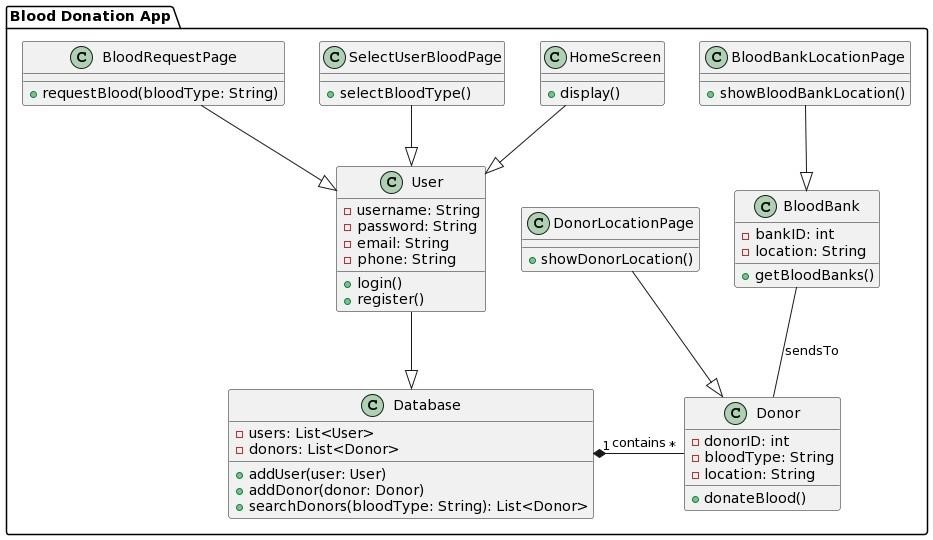 Blood Donation App
C BloodRequestPage
requestBlood(bloodType: String)
C SelectUserBloodPage
selectBloodType()
C HomeScreen
display()
C BloodBankLocationPage
showBloodBankLocation()
C User
username: String
password: String
email: String
phone: String
login()
register()
C DonorLocationPage
showDonorLocation()
C BloodBank
bankID: int
location: String
getBloodBanks()
sendsTo
C Database
users: List<User>
donors: List<Donor>
addUser(user: User)
addDonor(donor: Donor)
searchDonors(bloodType: String): List<Donor>
1 contains *
C Donor
donorID: int
bloodType: String
location: String
donateBlood()